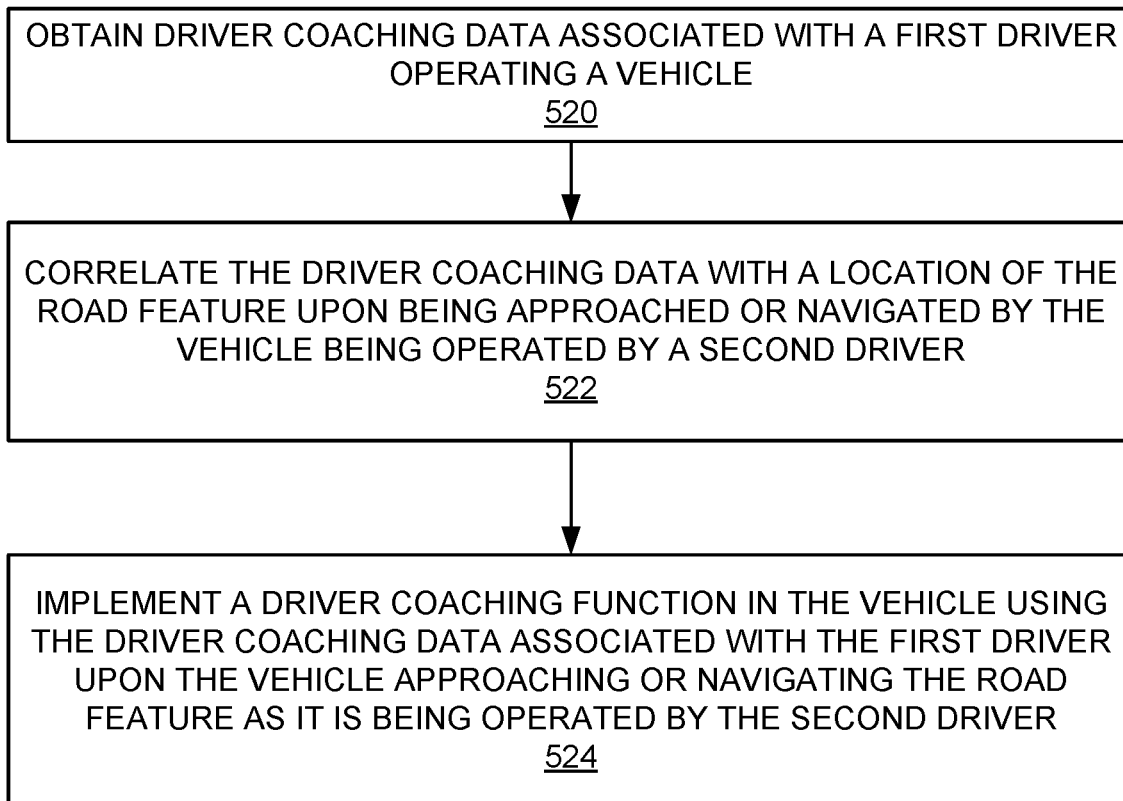 OBTAIN DRIVER COACHING DATA ASSOCIATED WITH A FIRST DRIVER
OPERATING A VEHICLE
520
CORRELATE THE DRIVER COACHING DATA WITH A LOCATION OF THE
ROAD FEATURE UPON BEING APPROACHED OR NAVIGATED BY THE
VEHICLE BEING OPERATED BY A SECOND DRIVER
522
IMPLEMENT A DRIVER COACHING FUNCTION IN THE VEHICLE USING
THE DRIVER COACHING DATA ASSOCIATED WITH THE FIRST DRIVER
UPON THE VEHICLE APPROACHING OR NAVIGATING THE ROAD
FEATURE AS IT IS BEING OPERATED BY THE SECOND DRIVER
524